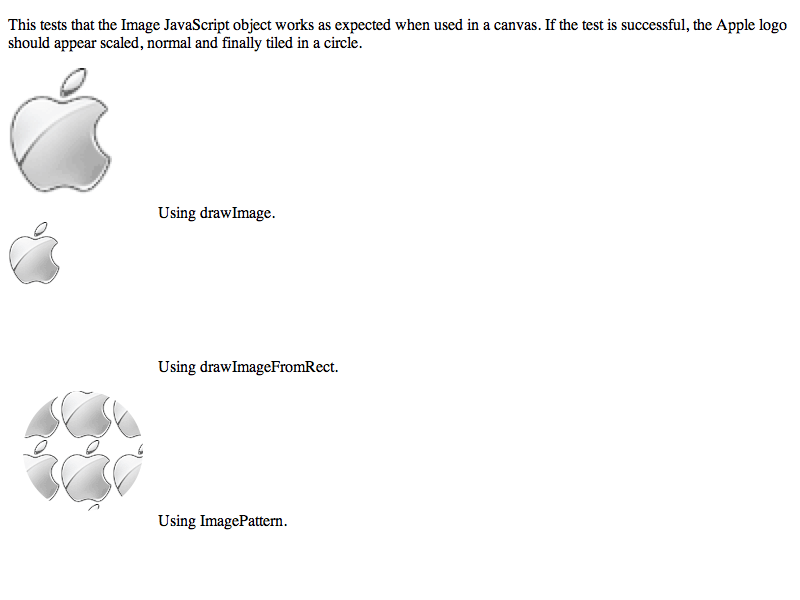 This tests that the Image JavaScript object works as expected when used in a canvas. If the test is successful, the Apple logo
should appear scaled, normal and finally tiled in a circle.
Using drawImage.
Using drawImageFromRect.
Using ImagePattern.